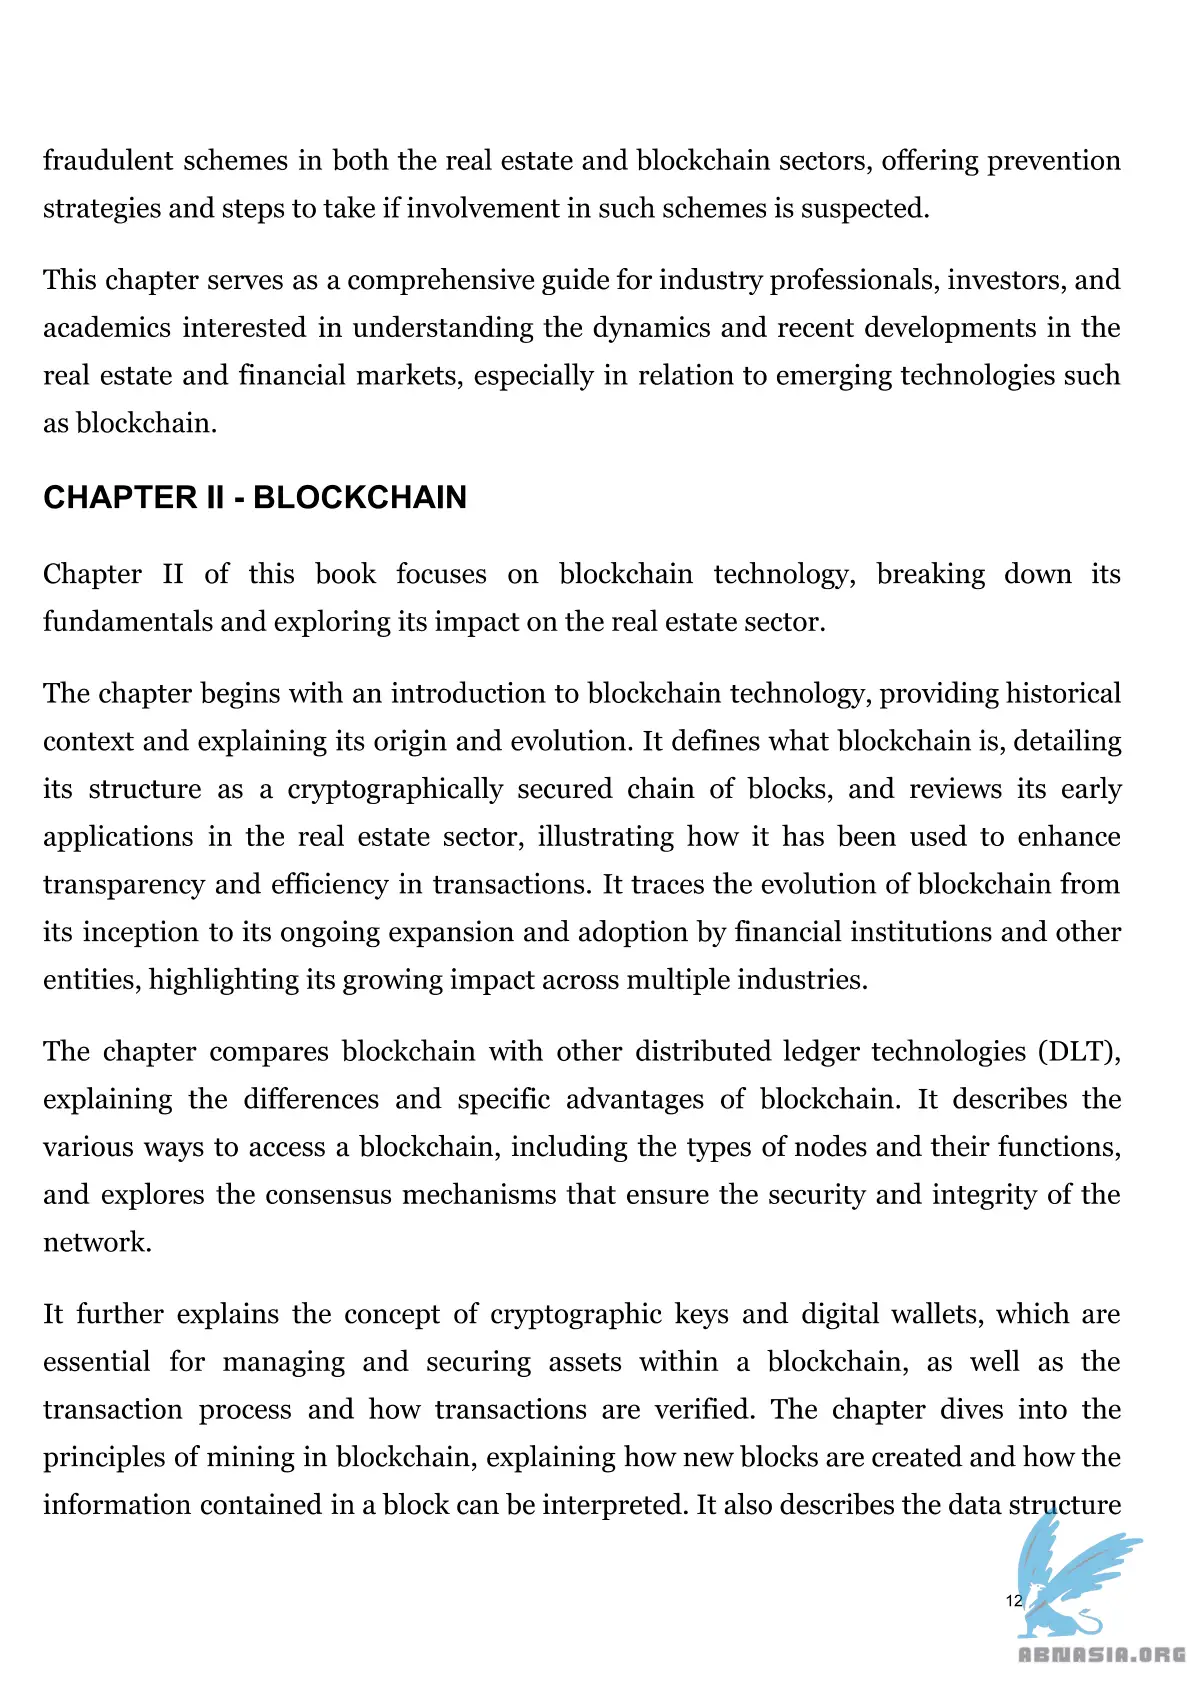 fraudulent schemes in both the real estate and blockchain sectors, offering prevention
strategies and steps to take if involvement in such schemes is suspected.
This chapter serves as a comprehensive guide for industry professionals, investors, and
academics interested in understanding the dynamics and recent developments in the
real estate and financial markets, especially in relation to emerging technologies such
as blockchain.
CHAPTER II - BLOCKCHAIN
Chapter II of this book focuses on blockchain technology, breaking down its
fundamentals and exploring its impact on the real estate sector.
The chapter begins with an introduction to blockchain technology, providing historical
context and explaining its origin and evolution. It defines what blockchain is, detailing
its structure as a cryptographically secured chain of blocks, and reviews its early
applications in the real estate sector, illustrating how it has been used to enhance
transparency and efficiency in transactions. It traces the evolution of blockchain from
its inception to its ongoing expansion and adoption by financial institutions and other
entities, highlighting its growing impact across multiple industries.
The chapter compares blockchain with other distributed ledger technologies (DLT),
explaining the differences and specific advantages of blockchain. It describes the
various ways to access a blockchain, including the types of nodes and their functions,
and explores the consensus mechanisms that ensure the security and integrity of the
network.
It further explains the concept of cryptographic keys and digital wallets, which are
essential for managing and securing assets within a blockchain, as well as the
transaction process and how transactions are verified. The chapter dives into the
principles of mining in blockchain, explaining how new blocks are created and how the
information contained in a block can be interpreted. It also describes the data structure
12
ABNASIA.ORG